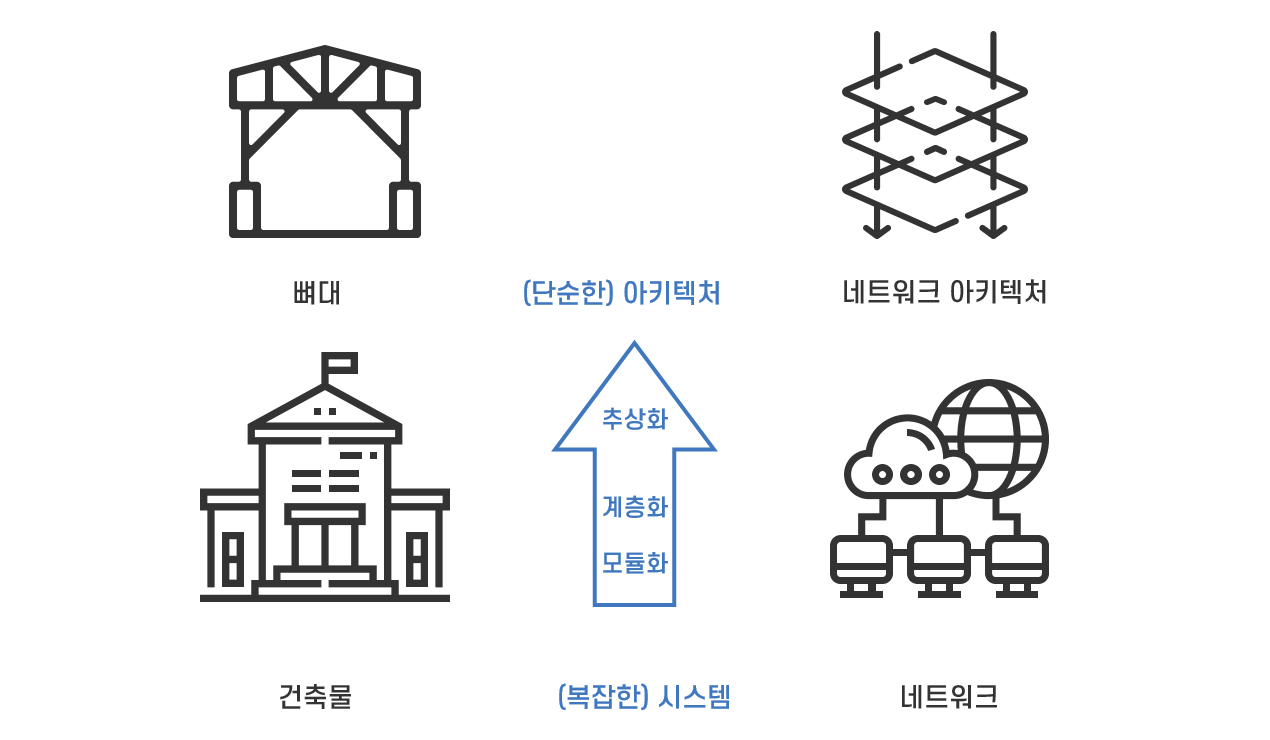 뼈대
(단순한) 아키텍처
네트워크 아키텍처
추상화
계층화
모듈화
건축물
(복잡한) 시스템
네트워크